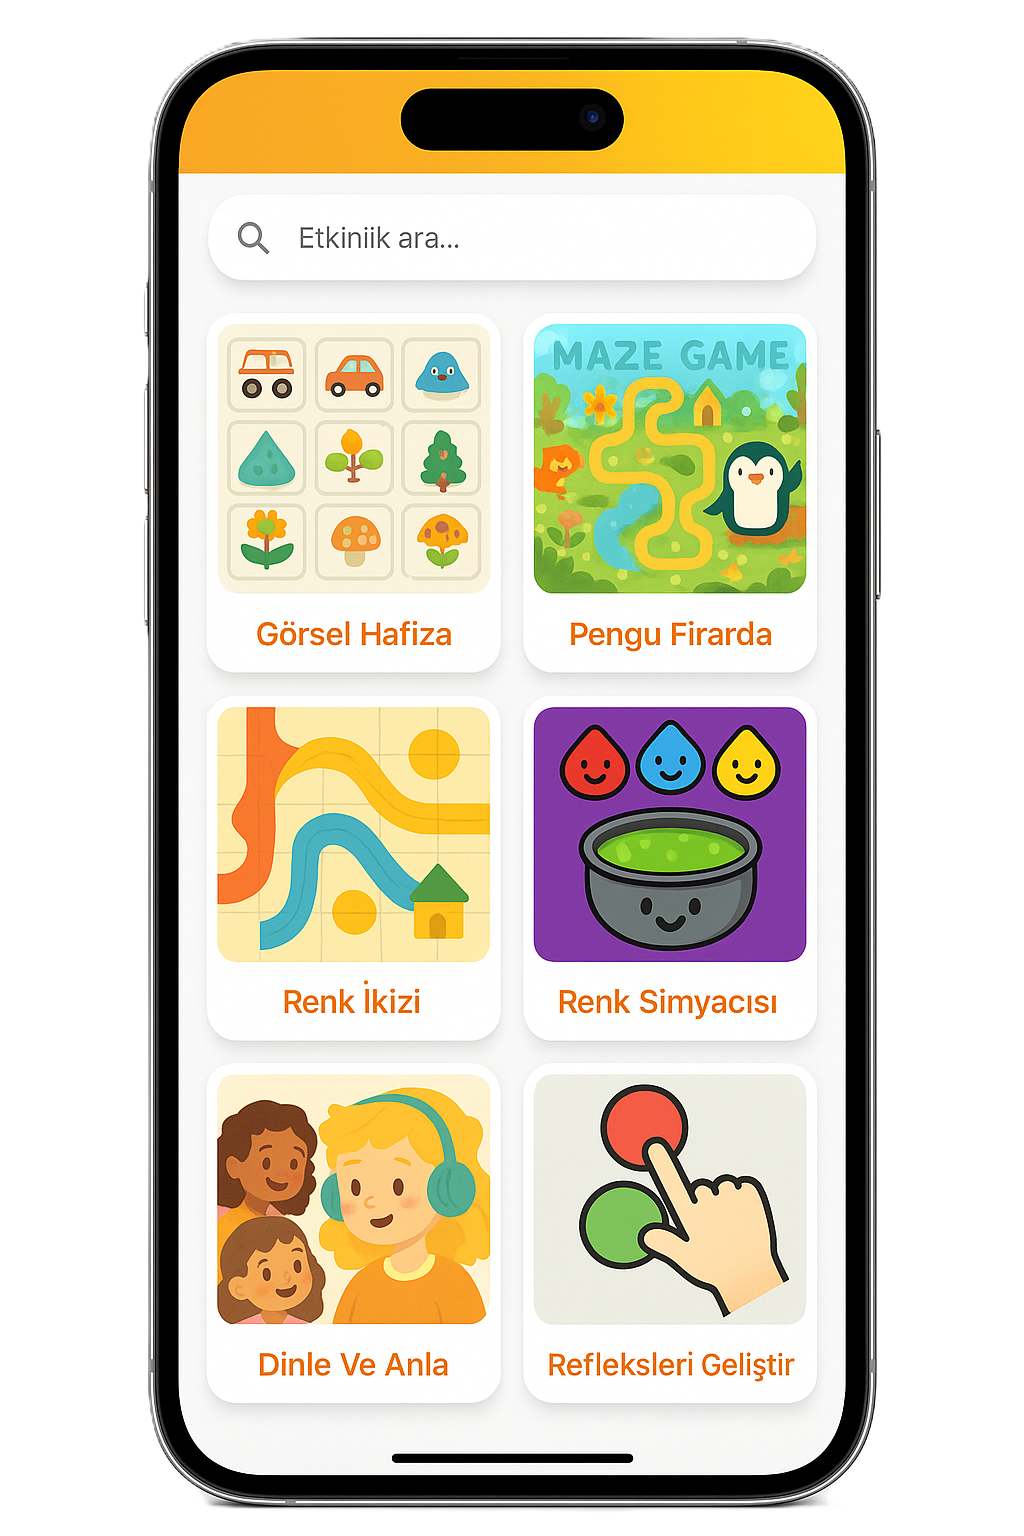 Etkiniik ara...
MAZE GAME
Görsel Hafiza
Pengu Firarda
Renk İkizi
Renk Simyacısı
Dinle Ve Anla
Refleksleri Geliştir